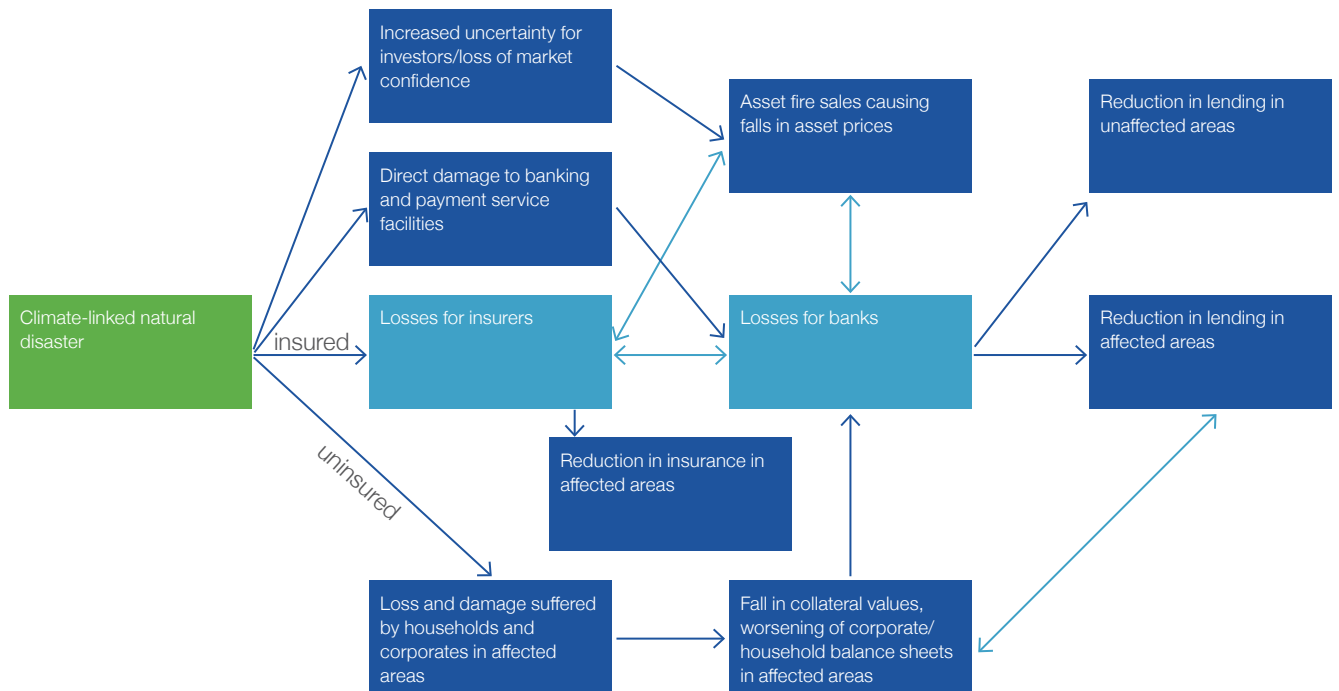 Increased uncertainty for
investors/loss of market
confidence
Asset fire sales causing
falls in asset prices
Reduction in lending in
unaffected areas
Direct damage to banking
and payment service
facilities
Climate-linked natural
disaster
insured
Losses for insurers
Losses for banks
Reduction in lending in
affected areas
uninsured
Reduction in insurance in
affected areas
Loss and damage suffered
by households and
corporates in affected
areas
Fall in collateral values,
worsening of corporate/
household balance sheets
in affected areas